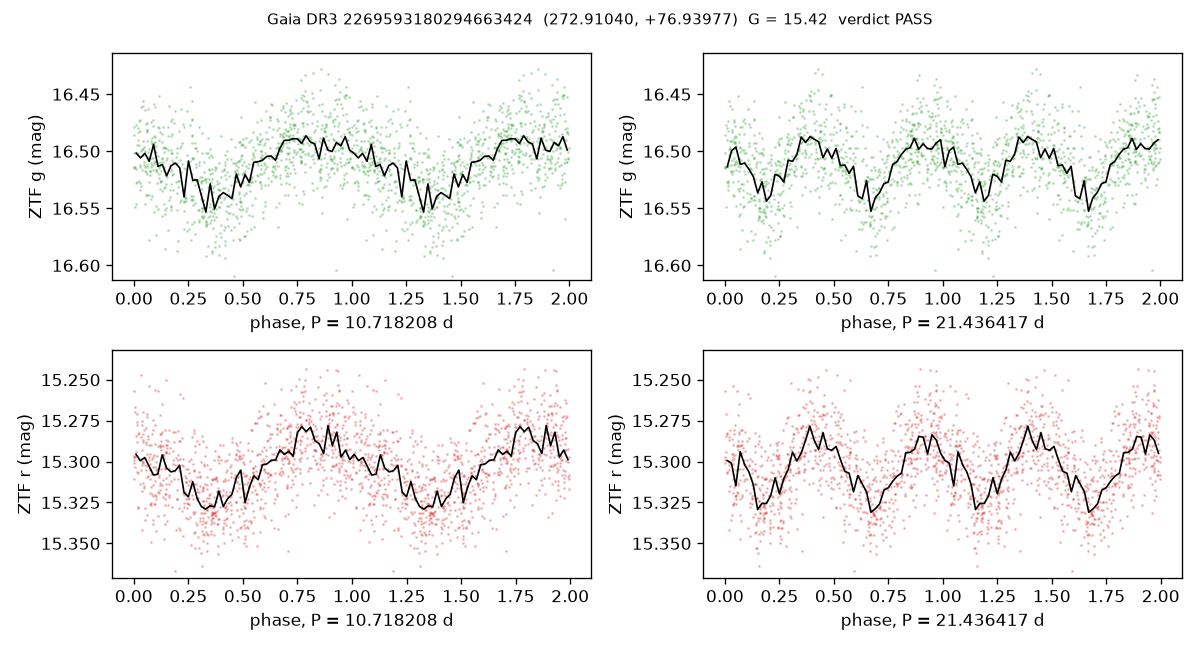 Gaia DR3 2269593180294663424 (272.91040, +76.93977) G = 15.42 verdict PASS
ZTF g (mag)
16.45
16.50
16.55
16.60
0.00 0.25 0.50 0.75 1.00 1.25 1.50 1.75 2.00
phase, P = 10.718208 d
ZTF g (mag)
16.45
16.50
16.55
16.60
0.00 0.25 0.50 0.75 1.00 1.25 1.50 1.75 2.00
phase, P = 21.436417 d
ZTF r (mag)
15.250
15.275
15.300
15.325
15.350
0.00 0.25 0.50 0.75 1.00 1.25 1.50 1.75 2.00
phase, P = 10.718208 d
ZTF r (mag)
15.250
15.275
15.300
15.325
15.350
0.00 0.25 0.50 0.75 1.00 1.25 1.50 1.75 2.00
phase, P = 21.436417 d